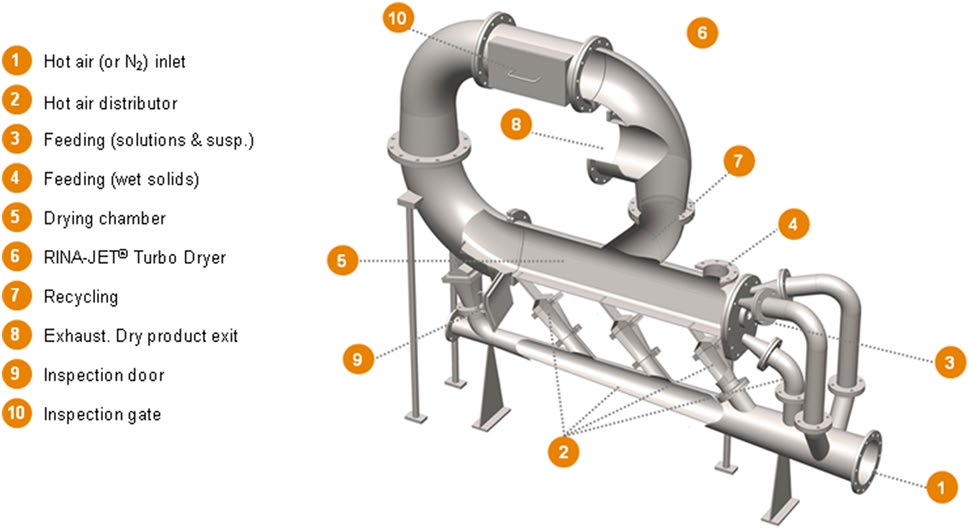 1 Hot air (or N₂) inlet
2 Hot air distributor
3 Feeding (solutions & susp.)
4 Feeding (wet solids)
5 Drying chamber
6 RINA-JET® Turbo Dryer
7 Recycling
8 Exhaust. Dry product exit
9 Inspection door
10 Inspection gate
10
6
8
7
4
5
9
3
2
1